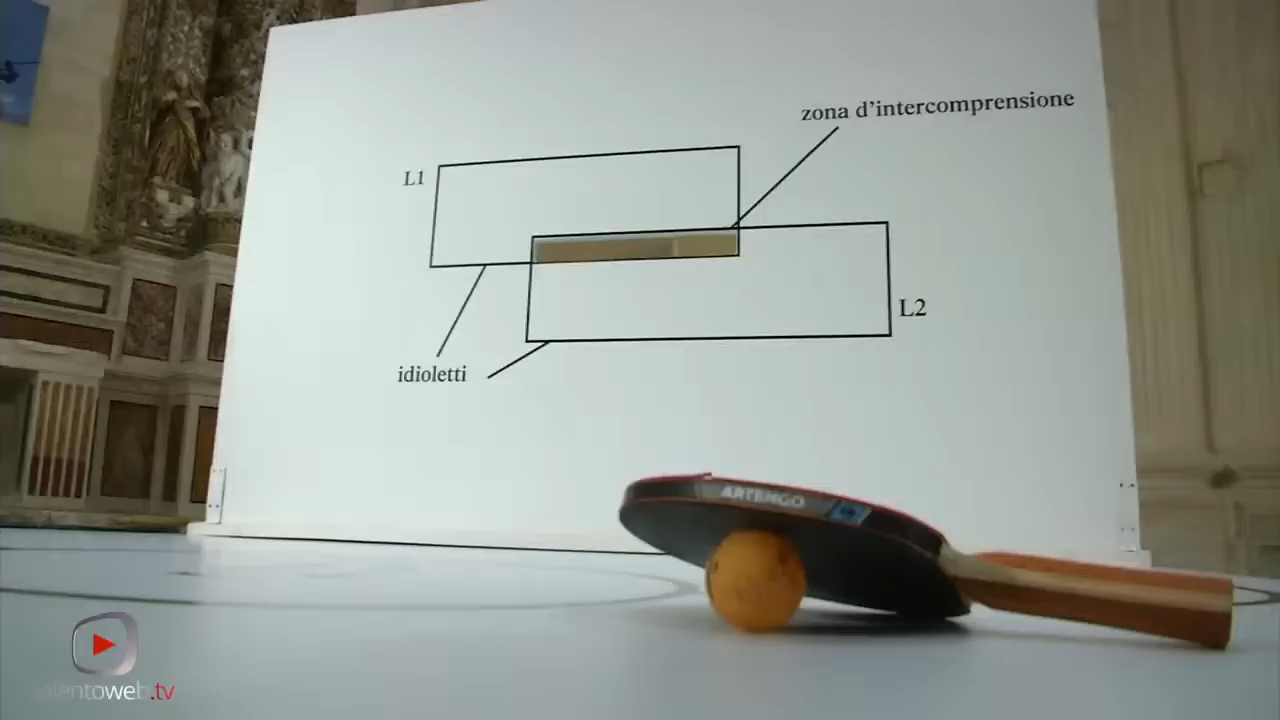 zona d'intercomprensione
L1
L2
idioletti
ARTENGO
alentoweb.tv